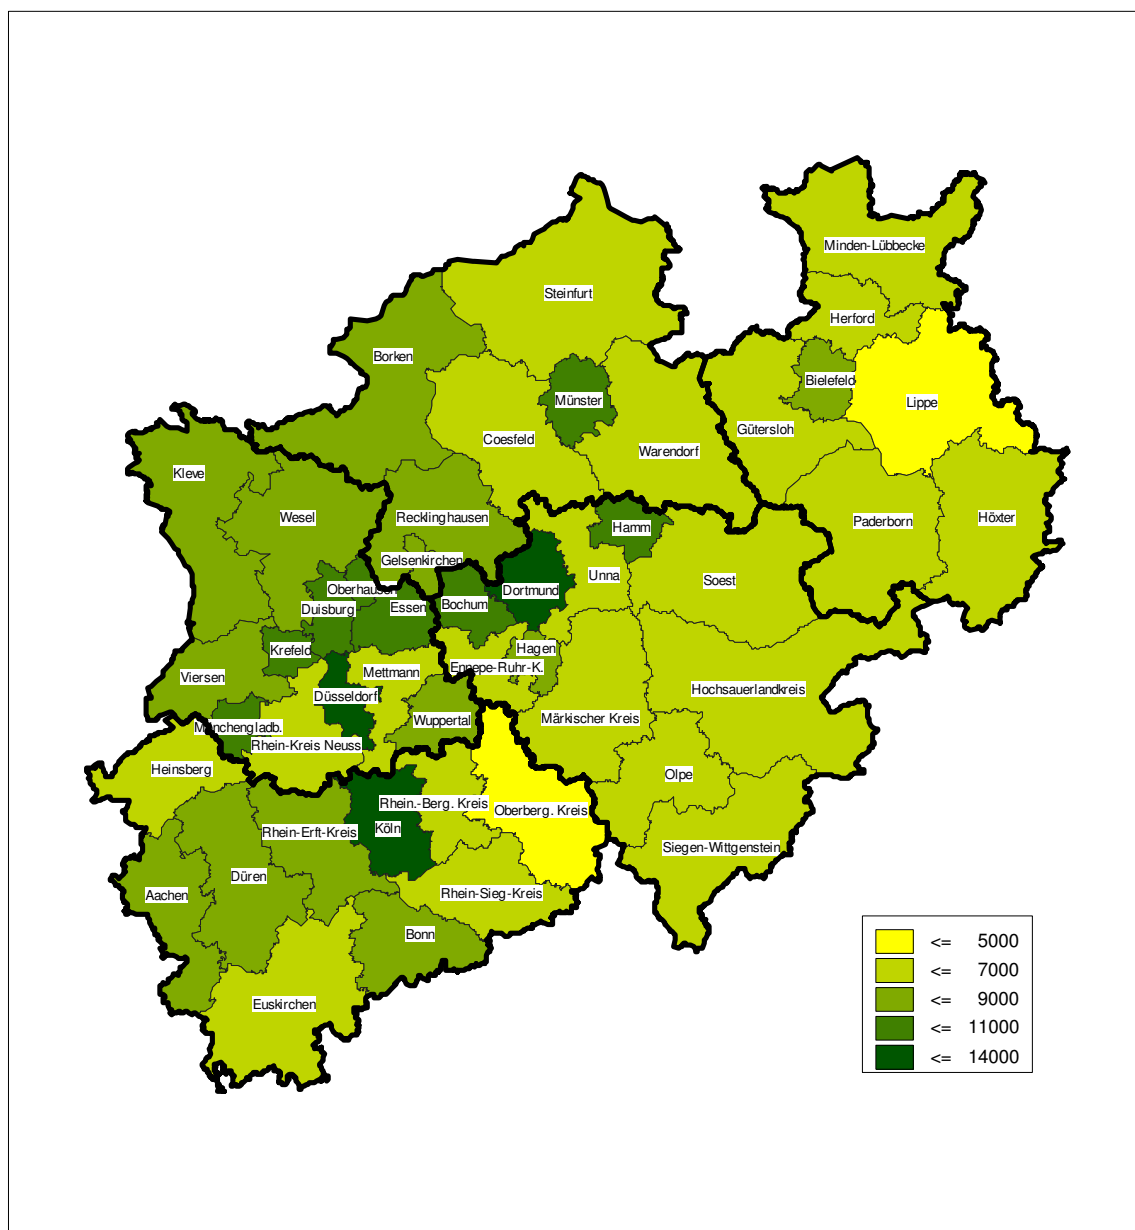 Minden-Lübbecke
Steinfurt
Herford
Borken
Bielefeld
Münster
Lippe
Gütersloh
Coesfeld
Warendorf
Kleve
Wesel
Recklinghausen
Hamm
Paderborn
Höxter
Gelsenkirchen
Unna
Soest
Oberhausen
Dortmund
Duisburg
Essen
Bochum
Krefeld
Hagen
Viersen
Mettmann
Ennepe-Ruhr-K.
Düsseldorf
Hochsauerlandkreis
Mönchengladb.
Wuppertal
Märkischer Kreis
Rhein-Kreis Neuss
Heinsberg
Olpe
Rhein.-Berg. Kreis
Oberberg. Kreis
Rhein-Erft-Kreis
Köln
Siegen-Wittgenstein
Düren
Aachen
Rhein-Sieg-Kreis
Bonn
Euskirchen
<= 5000
<= 7000
<= 9000
<= 11000
<= 14000